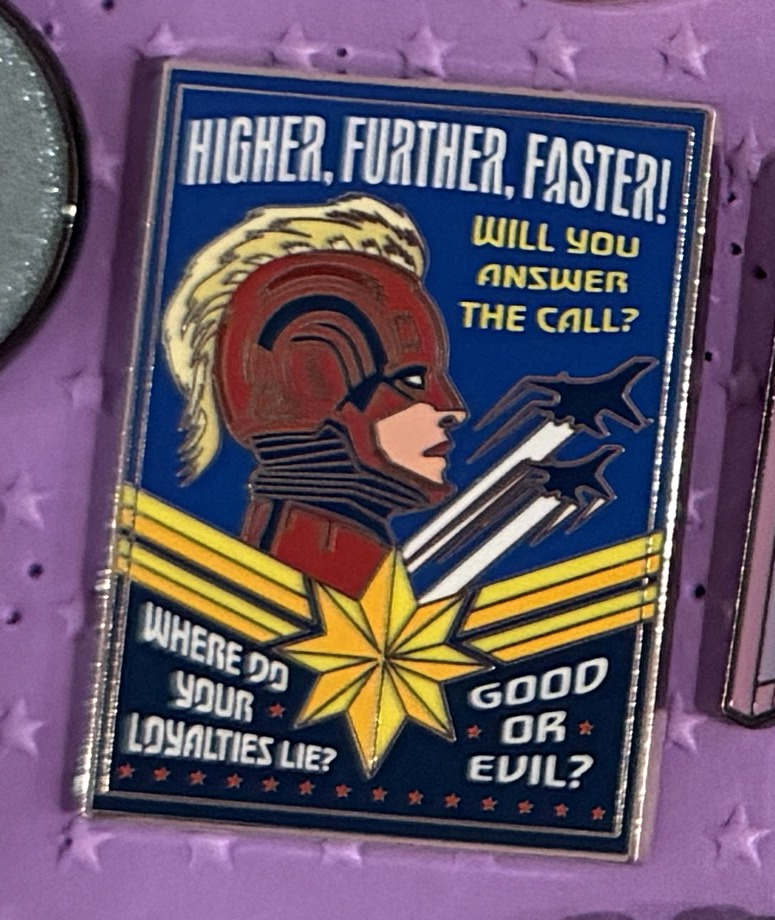 HIGHER, FURTHER, FASTER!
WILL YOU
ANSWER
THE CALL?
WHERE DO
YOUR
LOYALTIES LIE?
GOOD
OR
EVIL?